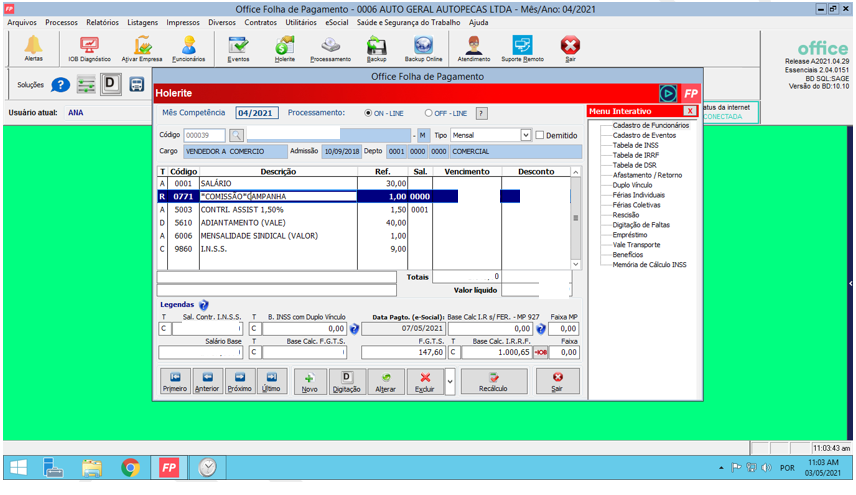 FP Office Folha de Pagamento - 0006 AUTO GERAL AUTOPECAS LTDA - Mês/Ano: 04/2021
Arquivos Processos Relatórios Listagens Impressos Diversos Contratos Utilitários eSocial Saúde e Segurança do Trabalho Ajuda
Alertas IOB Diagnóstico Ativar Empresa Funcionários Eventos Holerite Processamento Backup Backup Online Atendimento Suporte Remoto Sair
office
Release A2021.04.29
Essenciais 2.04.0151
BD SQL:SAGE
Versão do BD:10.10
Soluções D
Usuário atual: ANA
atus da internet
CONECTADA
Office Folha de Pagamento
Holerite FP
Mês Competência 04/2021 Processamento: ON - LINE OFF - LINE ?
Código 000039 - M Tipo Mensal Demitido
Cargo VENDEDOR A COMERCIO Admissão 10/09/2018 Depto 0001 0000 0000 COMERCIAL
T Código Descrição Ref. Sal. Vencimento Desconto
A 0001 SALÁRIO 30,00
R 0771 *COMISSÃO*CAMPANHA 1,00 0000
A 5003 CONTRI. ASSIST 1,50% 1,50 0001
D 5610 ADIANTAMENTO (VALE) 40,00
A 6006 MENSALIDADE SINDICAL (VALOR) 1,00
C 9860 I.N.S.S. 9,00
Totais 0
Valor líquido
Legendas
T Sal. Contr. I.N.S.S. T B. INSS com Duplo Vínculo Data Pagto. (e-Social): Base Calc I.R s/ FER. - MP 927 Faixa MP
C C 0,00 07/05/2021 0,00 0,00
Salário Base T Base Calc. F.G.T.S. F.G.T.S. T Base Calc. I.R.R.F. Faixa
C 147,60 C 1.000,65 IOB 0,00
Primeiro Anterior Próximo Último Novo Digitação Alterar Excluir Recálculo Sair
Menu Interativo X
Cadastro de Funcionários
Cadastro de Eventos
Tabela de INSS
Tabela de IRRF
Tabela de DSR
Afastamento / Retorno
Duplo Vínculo
Férias Individuais
Férias Coletivas
Rescisão
Digitação de Faltas
Empréstimo
Vale Transporte
Benefícios
Memória de Cálculo INSS
11:03:43 am
FP POR 11:03 AM
03/05/2021